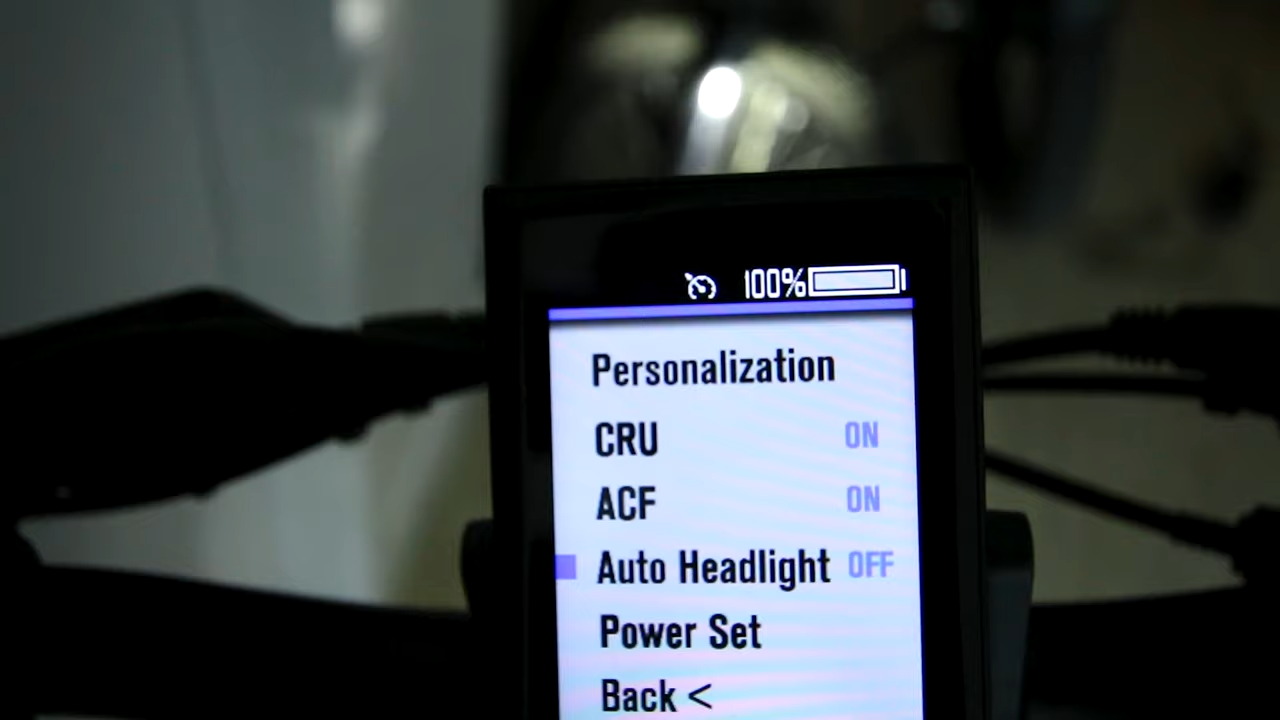 100%
Personalization
CRU ON
ACF ON
Auto Headlight OFF
Power Set
Back <